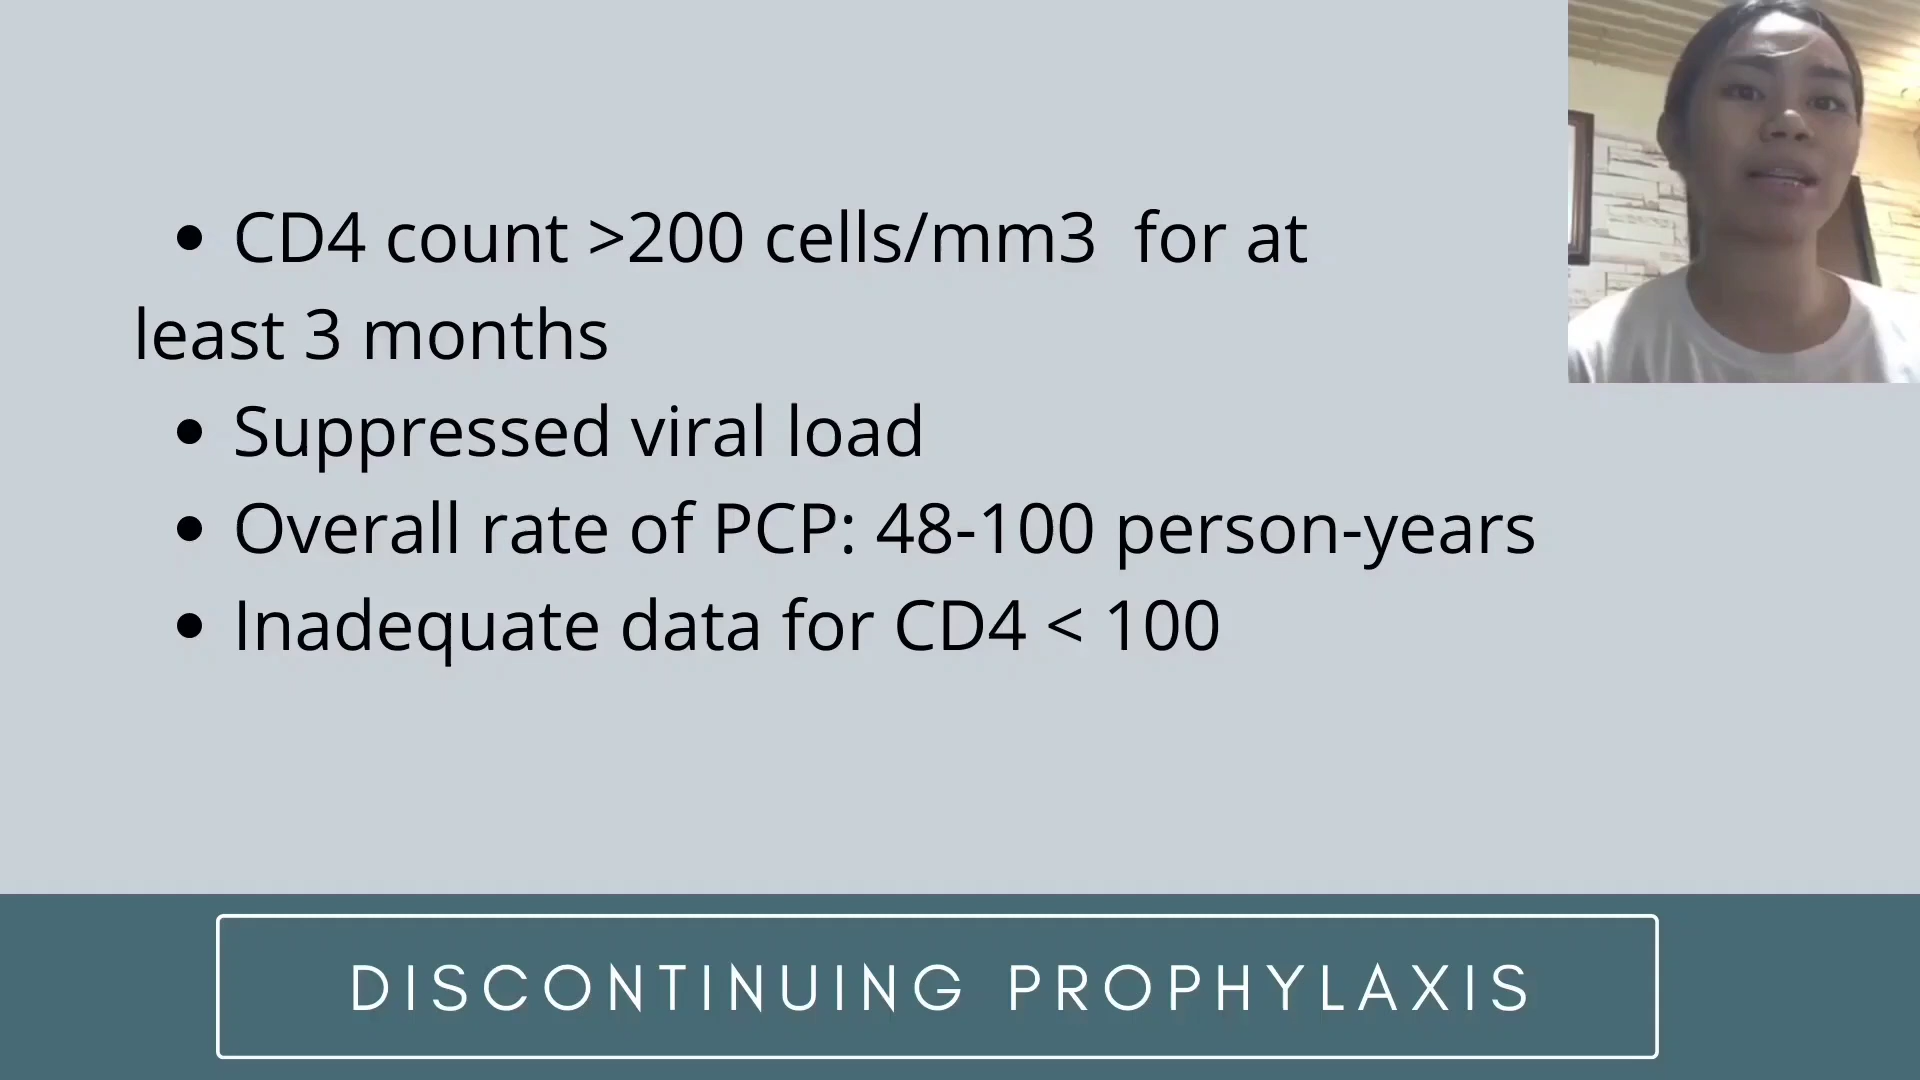 • CD4 count >200 cells/mm3 for at
least 3 months
• Suppressed viral load
• Overall rate of PCP: 48-100 person-years
• Inadequate data for CD4 < 100
DISCONTINUING PROPHYLAXIS